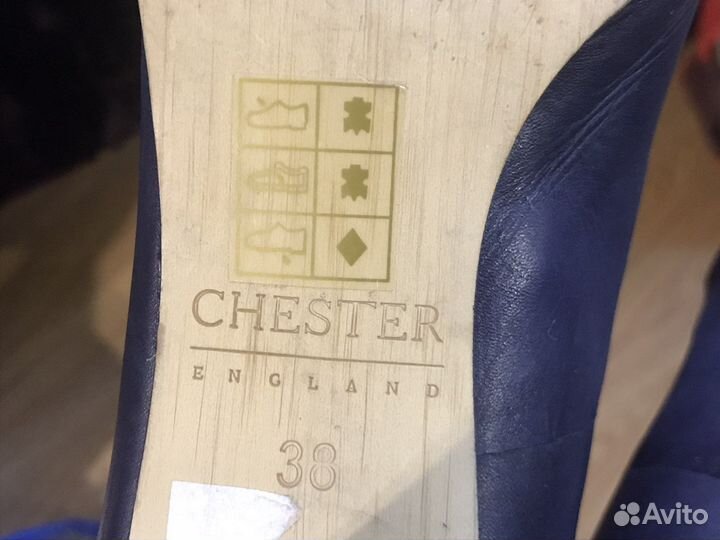 CHESTER
ENGLAND
38
Avito